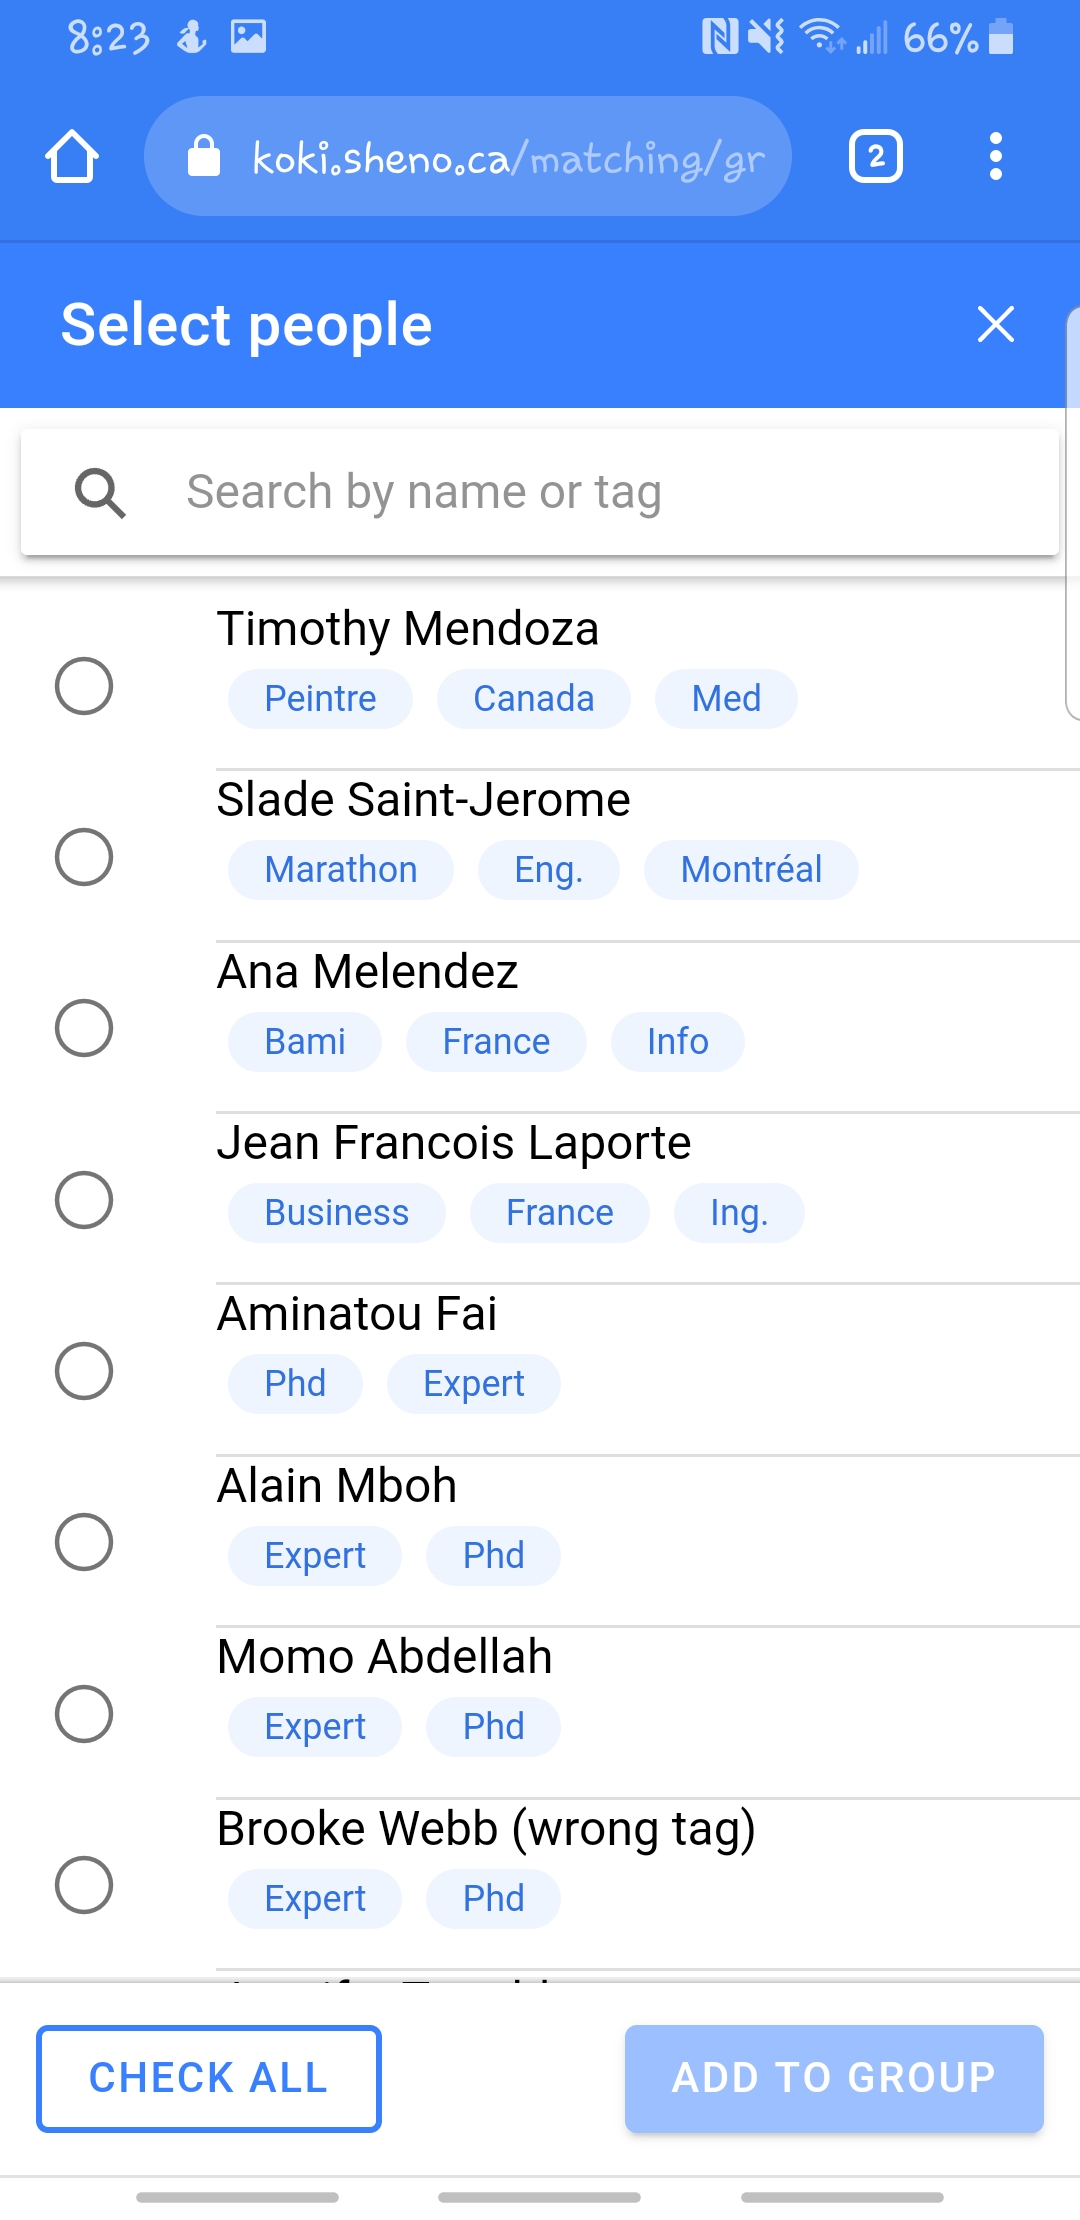 8:23 66%
koki.sheno.ca/matching/gr 2
Select people
Search by name or tag
Timothy Mendoza
Peintre Canada Med
Slade Saint-Jerome
Marathon Eng. Montréal
Ana Melendez
Bami France Info
Jean Francois Laporte
Business France Ing.
Aminatou Fai
Phd Expert
Alain Mboh
Expert Phd
Momo Abdellah
Expert Phd
Brooke Webb (wrong tag)
Expert Phd
CHECK ALL ADD TO GROUP